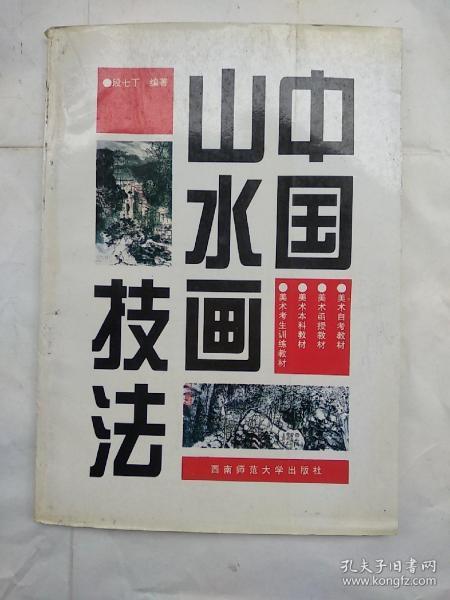 中国
山水画
技法
●段七丁 编著
●美术自考教材
●美术函授教材
●美术本科教材
●美术考生训练教材
西南师范大学出版社
孔夫子旧书网
www.kongfz.com